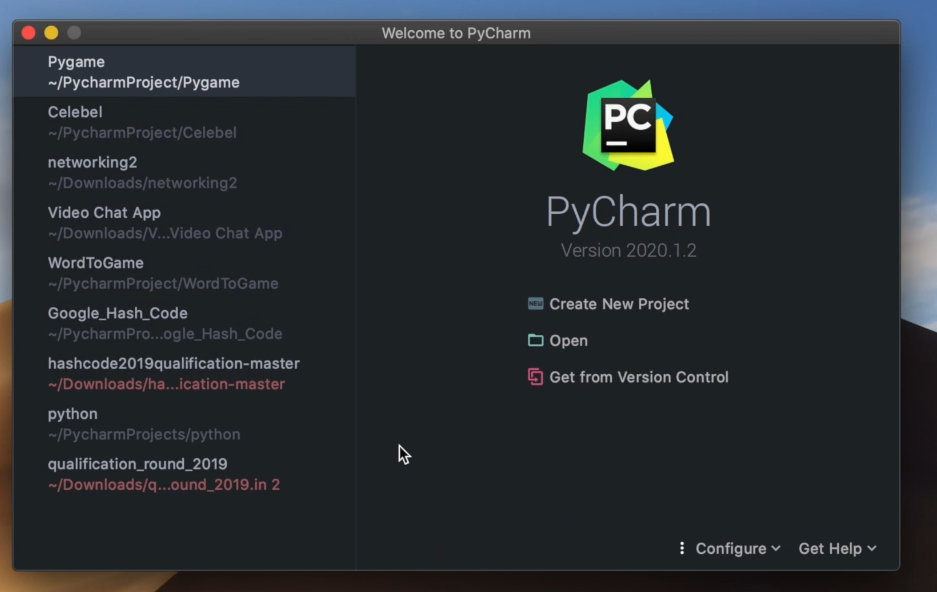 Welcome to PyCharm
Pygame
~/PycharmProject/Pygame
Celebel
~/PycharmProject/Celebel
networking2
~/Downloads/networking2
Video Chat App
~/Downloads/V...Video Chat App
WordToGame
~/PycharmProject/WordToGame
Google_Hash_Code
~/PycharmPro...ogle_Hash_Code
hashcode2019qualification-master
~/Downloads/ha...ication-master
python
~/PycharmProjects/python
qualification_round_2019
~/Downloads/q...ound_2019.in 2
PC
PyCharm
Version 2020.1.2
NEW Create New Project
Open
Get from Version Control
Configure
Get Help